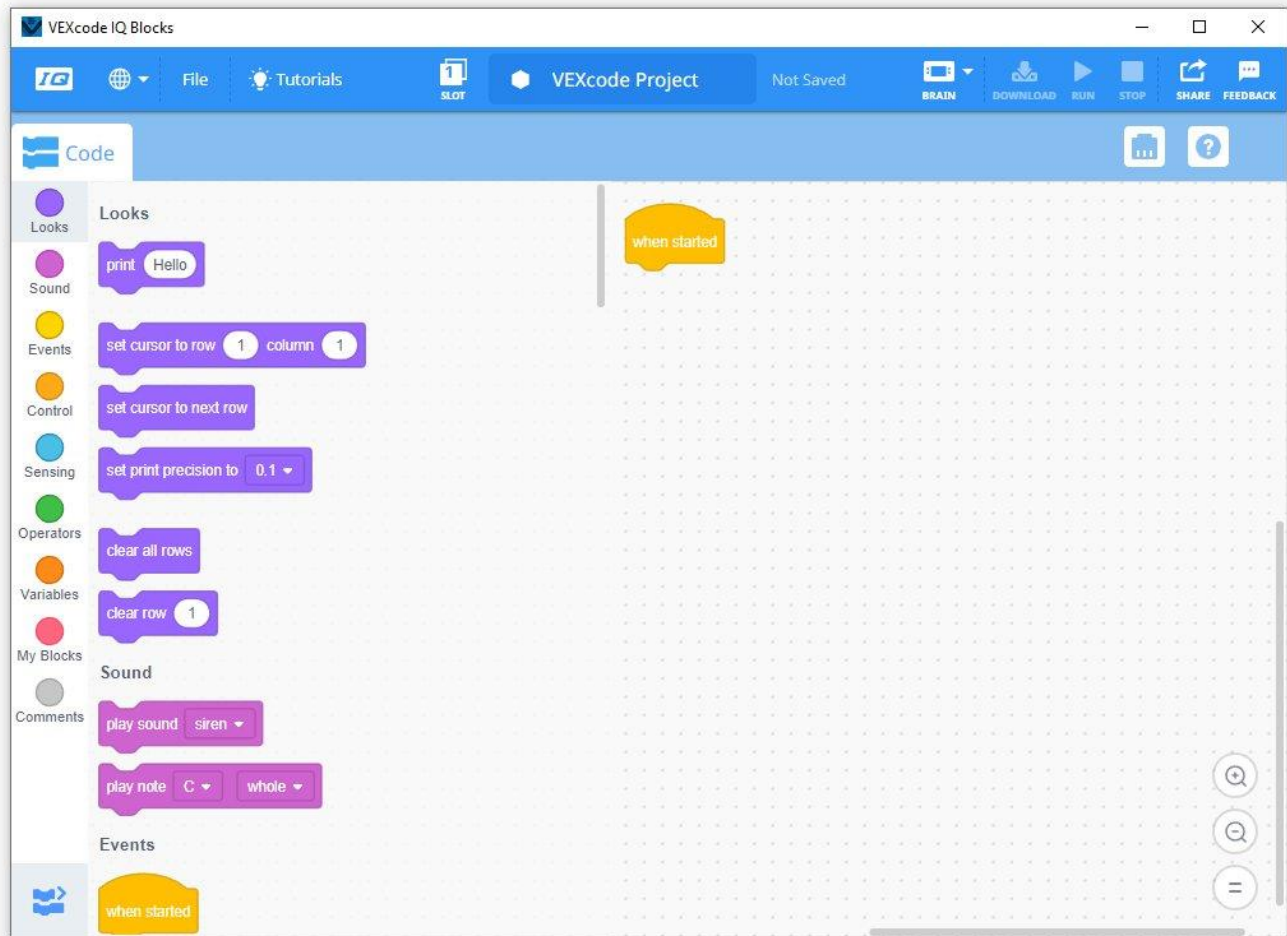 VEXcode IQ Blocks
IQ
File
Tutorials
1
SLOT
VEXcode Project
Not Saved
BRAIN
DOWNLOAD
RUN
STOP
SHARE
FEEDBACK
Code
Looks
Sound
Events
Control
Sensing
Operators
Variables
My Blocks
Comments
Looks
print Hello
set cursor to row 1 column 1
set cursor to next row
set print precision to 0.1
clear all rows
clear row 1
Sound
play sound siren
play note C whole
Events
when started
when started